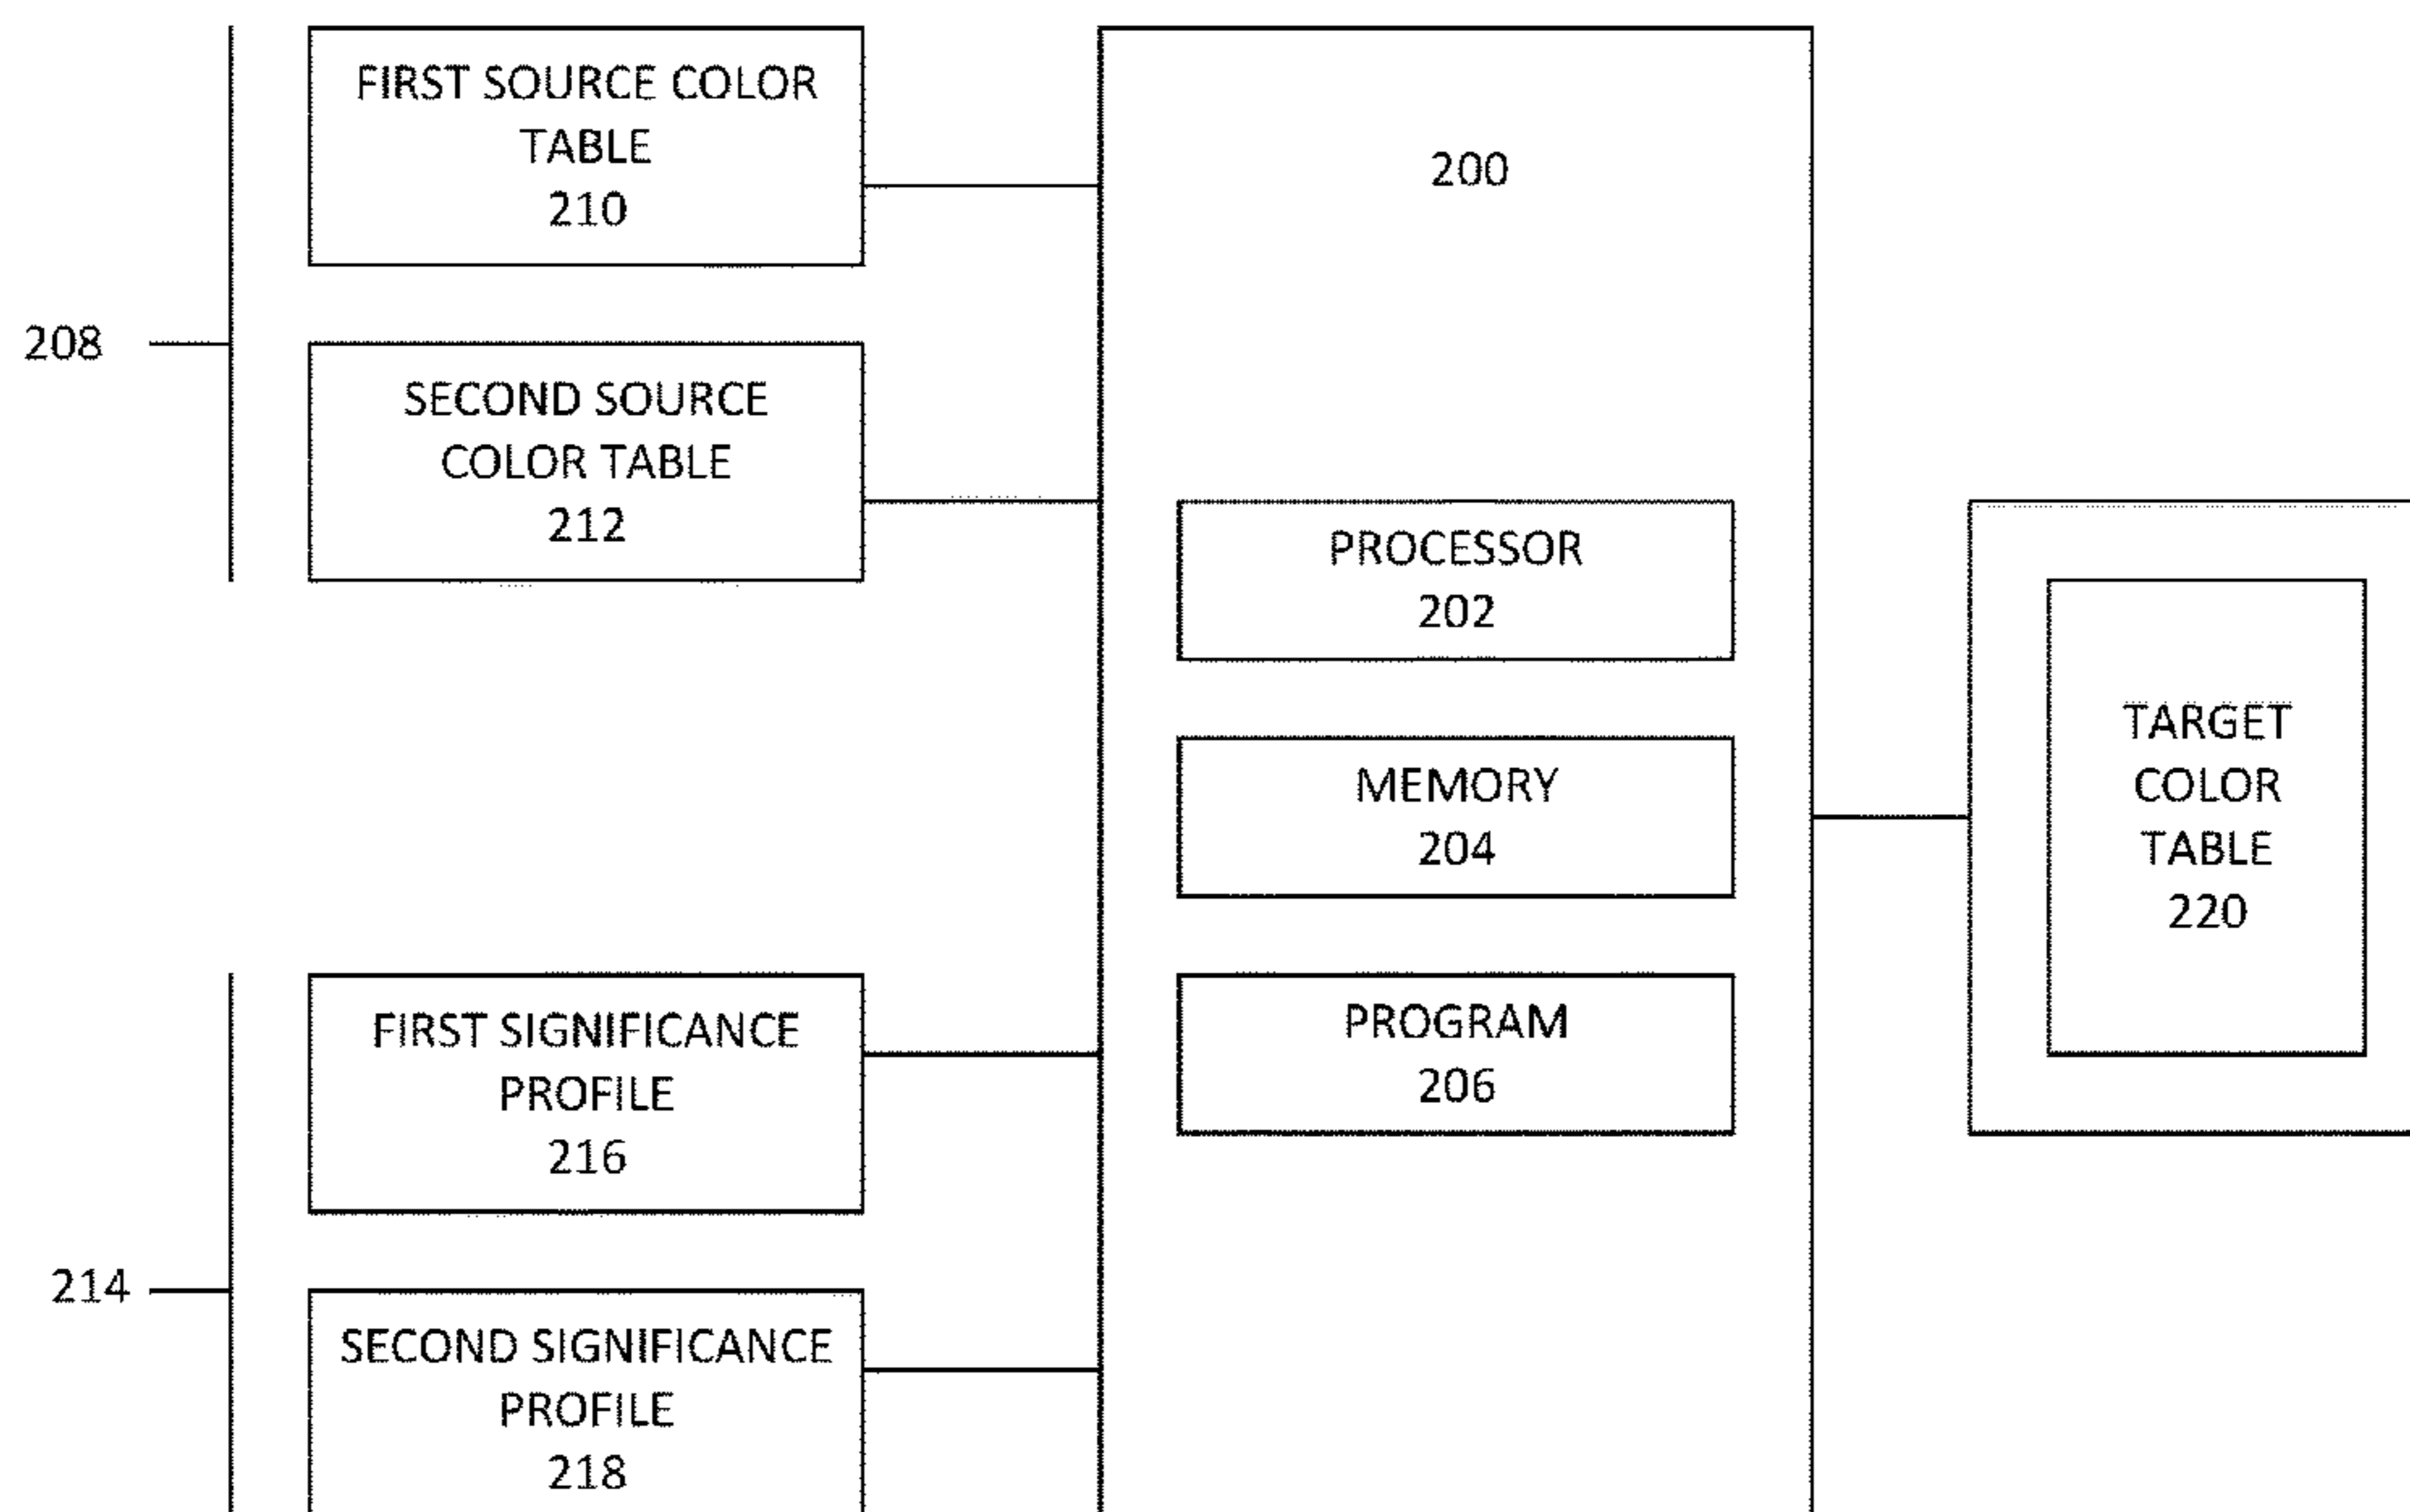 FIRST SOURCE COLOR
TABLE
210
200
208
SECOND SOURCE
COLOR TABLE
212
PROCESSOR
202
MEMORY
204
PROGRAM
206
TARGET
COLOR
TABLE
220
FIRST SIGNIFICANCE
PROFILE
216
214
SECOND SIGNIFICANCE
PROFILE
218